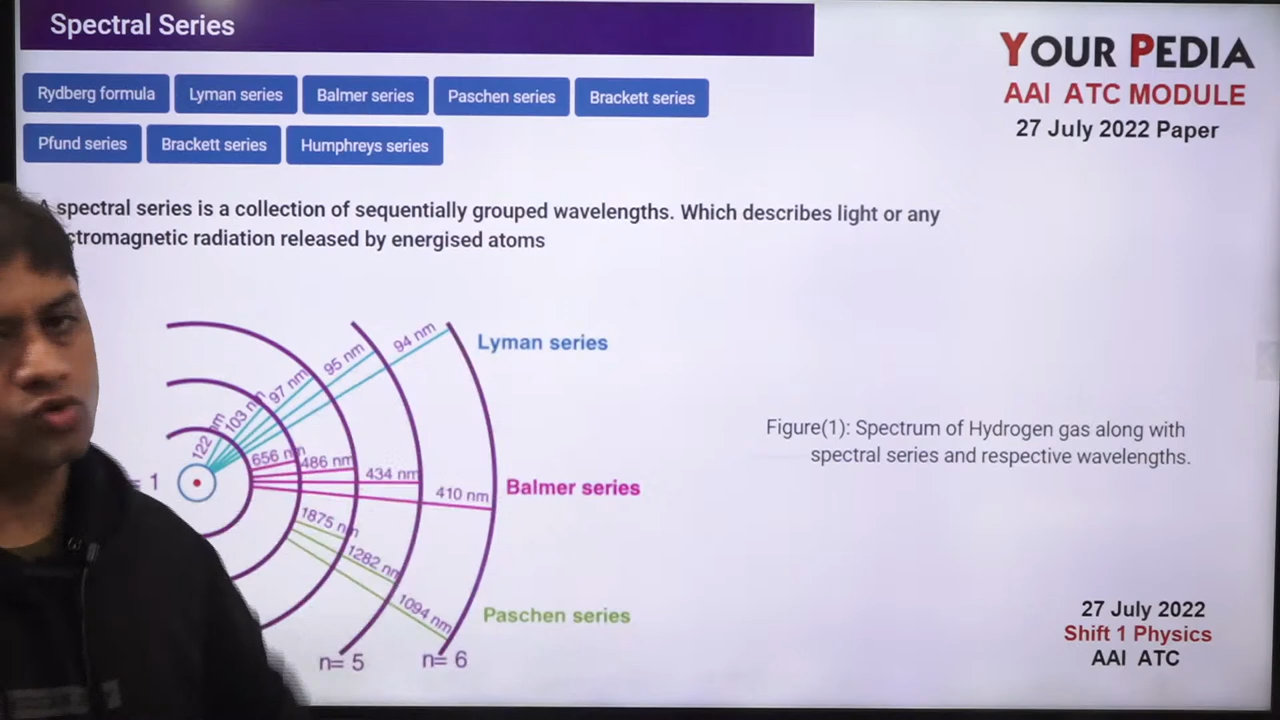 Spectral Series
YOUR PEDIA
AAI ATC MODULE
27 July 2022 Paper
Rydberg formula
Lyman series
Balmer series
Paschen series
Brackett series
Pfund series
Brackett series
Humphreys series
spectral series is a collection of sequentially grouped wavelengths. Which describes light or any
radiation released by energised atoms
94 nm
95 nm
97 nm
103 nm
122 nm
Lyman series
656 nm
486 nm
434 nm
410 nm
Balmer series
= 1
1875 nm
1282 nm
1094 nm
Paschen series
n= 5
n= 6
Figure(1): Spectrum of Hydrogen gas along with
spectral series and respective wavelengths.
27 July 2022
Shift 1 Physics
AAI ATC